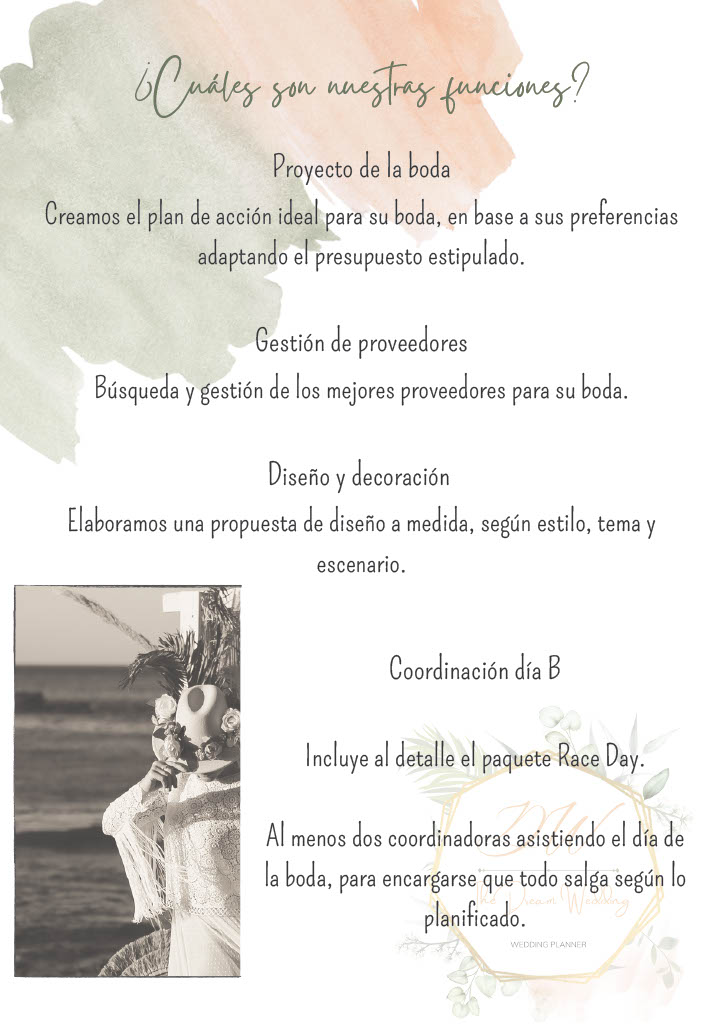 ¿Cuáles son nuestras funciones?
Proyecto de la boda
Creamos el plan de acción ideal para su boda, en base a sus preferencias
adaptando el presupuesto estipulado.
Gestión de proveedores
Búsqueda y gestión de los mejores proveedores para su boda.
Diseño y decoración
Elaboramos una propuesta de diseño a medida, según estilo, tema y
escenario.
Coordinación día B
Incluye al detalle el paquete Race Day.
DW
Al menos dos coordinadoras asistiendo el día de
la boda, para encargarse que todo salga según lo
The Dream Wedding
planificado.
WEDDING PLANNER